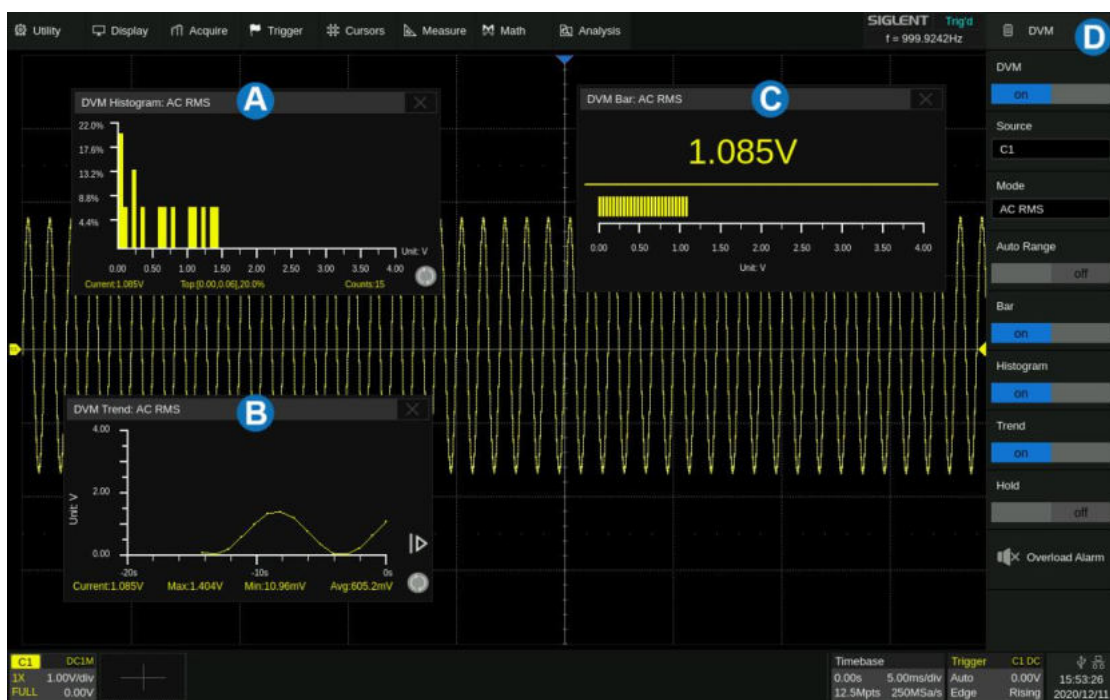 Utility Display Acquire Trigger Cursors Measure Math Analysis
SIGLENT Trig'd
f = 999.9242Hz
DVM
D
DVM
on
Source
C1
Mode
AC RMS
Auto Range
off
Bar
on
Histogram
on
Trend
on
Hold
off
Overload Alarm
DVM Histogram: AC RMS
A
22.0%
17.6%
13.2%
8.8%
4.4%
Unit: V
0.00 0.50 1.00 1.50 2.00 2.50 3.00 3.50 4.00
Current:1.085V Top:[0.00,0.06],20.0% Counts:15
DVM Bar: AC RMS
C
1.085V
0.00 0.50 1.00 1.50 2.00 2.50 3.00 3.50 4.00
Unit: V
DVM Trend: AC RMS
B
4.00
2.00
0.00
Unit: V
-20s -10s 0s
Current:1.085V Max:1.404V Min:10.96mV Avg:605.2mV
C1 DC1M
1X 1.00V/div
FULL 0.00V
Timebase
0.00s 5.00ms/div
12.5Mpts 250MSa/s
Trigger C1 DC
Auto 0.00V
Edge Rising
15:53:26
2020/12/11